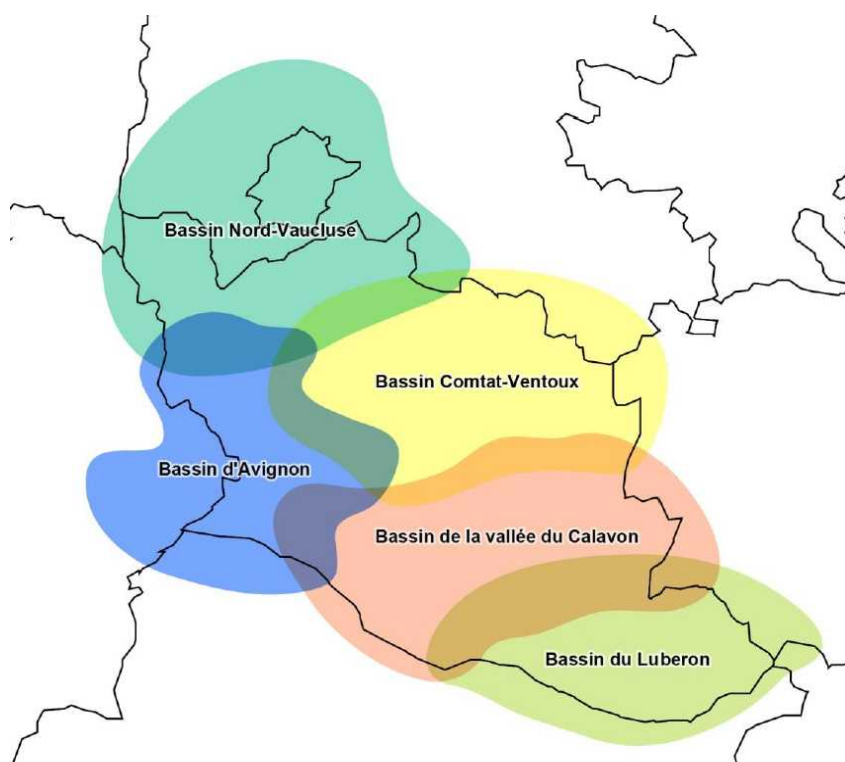 Bassin Nord-Vaucluse
Bassin Comtat-Ventoux
Bassin d'Avignon
Bassin de la vallée du Calavon
Bassin du Luberon